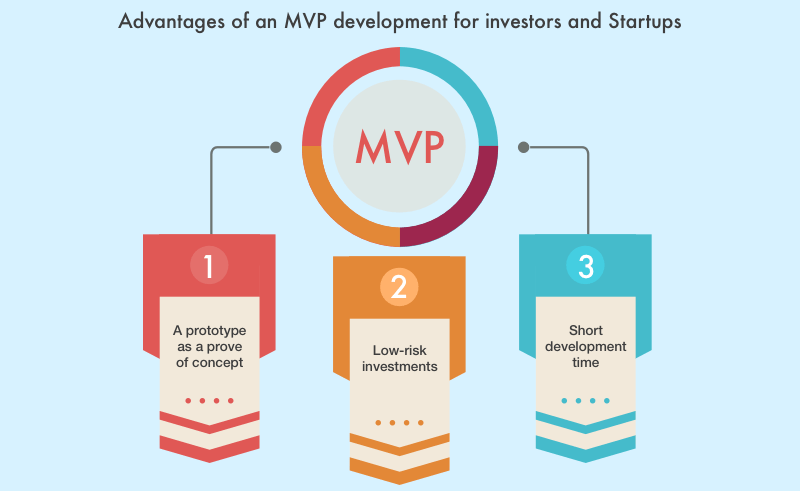 Advantages of an MVP development for investors and Startups
MVP
1
A prototype
as a prove
of concept
2
Low-risk
investments
3
Short
development
time